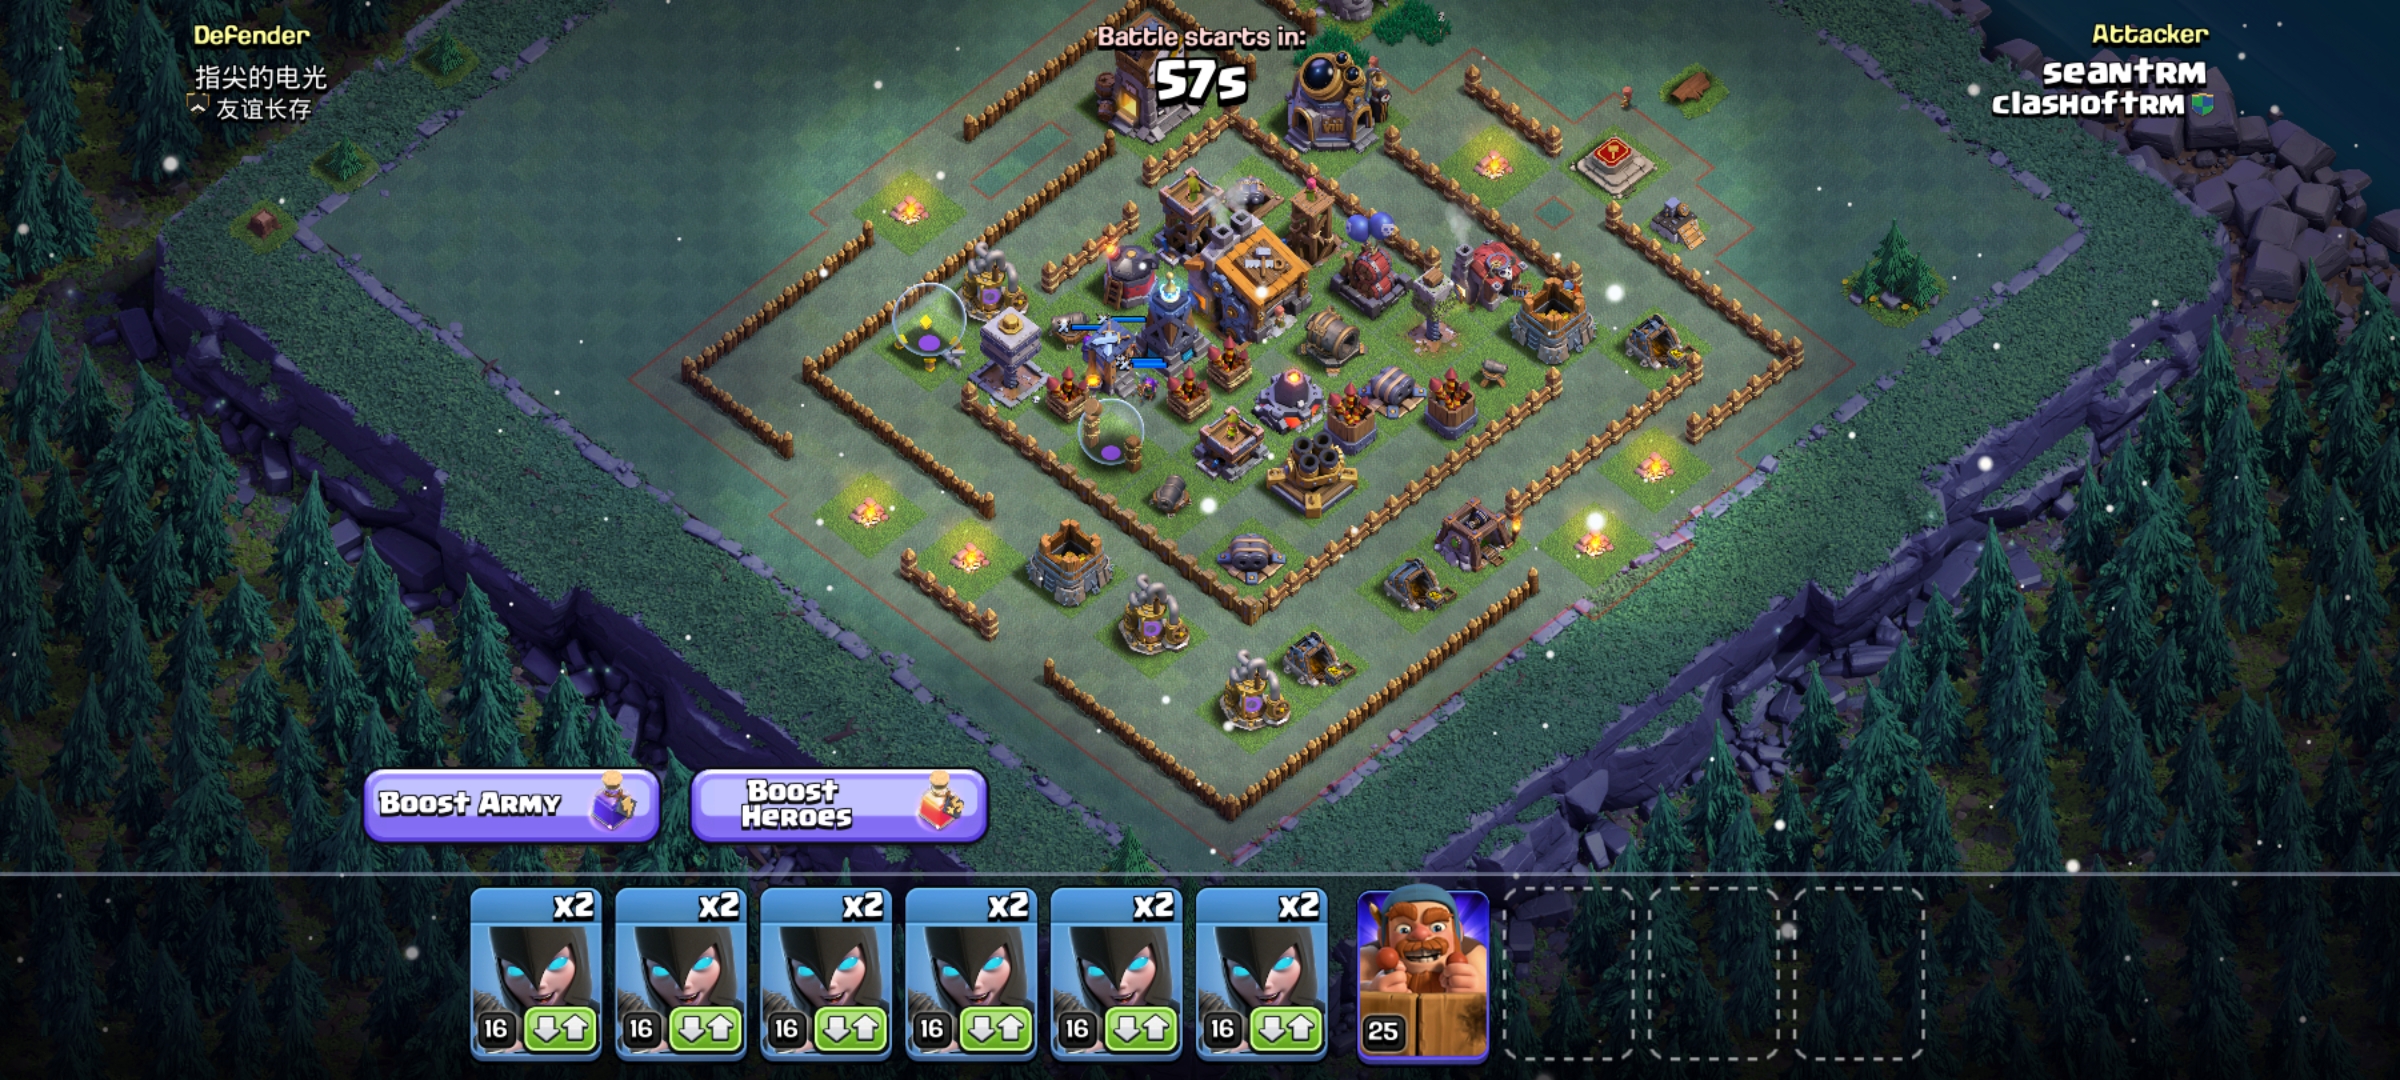 Defender
指尖的电光
友谊长存
Battle starts in:
57s
Attacker
seantRM
clashoftRM
Boost Army
Boost
Heroes
x2
x2
x2
x2
x2
x2
16
16
16
16
16
16
25